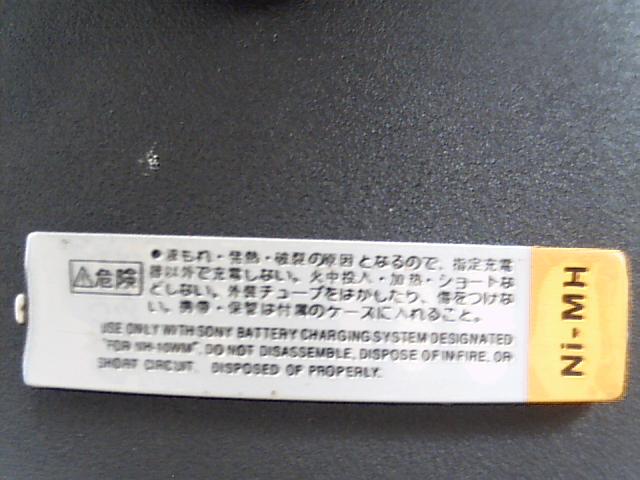 ⚠危険
●液もれ・発熱・破裂の原因となるので、指定充電
器以外で充電しない。火中投入・加熱・ショートな
どしない。外装チューブをはがしたり、傷をつけな
い。携帯・保管は付属のケースに入れること。
USE ONLY WITH SONY BATTERY CHARGING SYSTEM DESIGNATED
"FOR NH-10WM". DO NOT DISASSEMBLE, DISPOSE OF IN FIRE, OR
SHORT CIRCUIT. DISPOSED OF PROPERLY.
Ni-MH